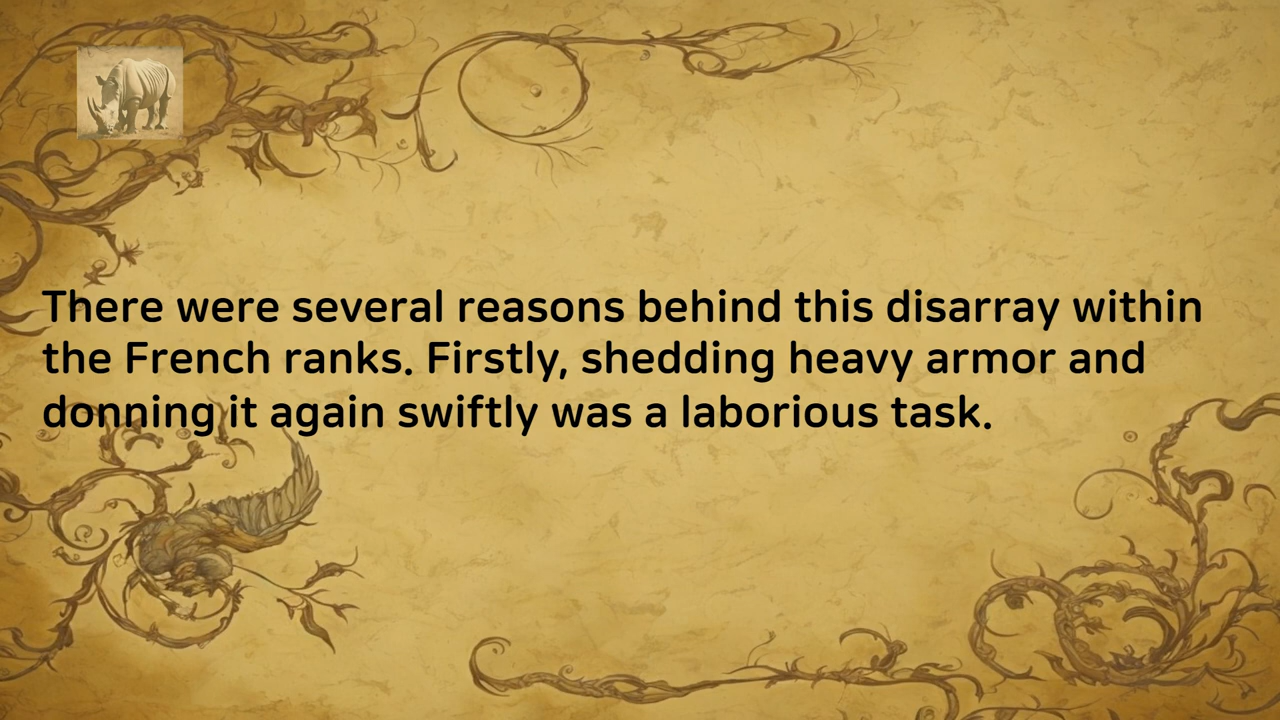 There were several reasons behind this disarray within
the French ranks. Firstly, shedding heavy armor and
donning it again swiftly was a laborious task.